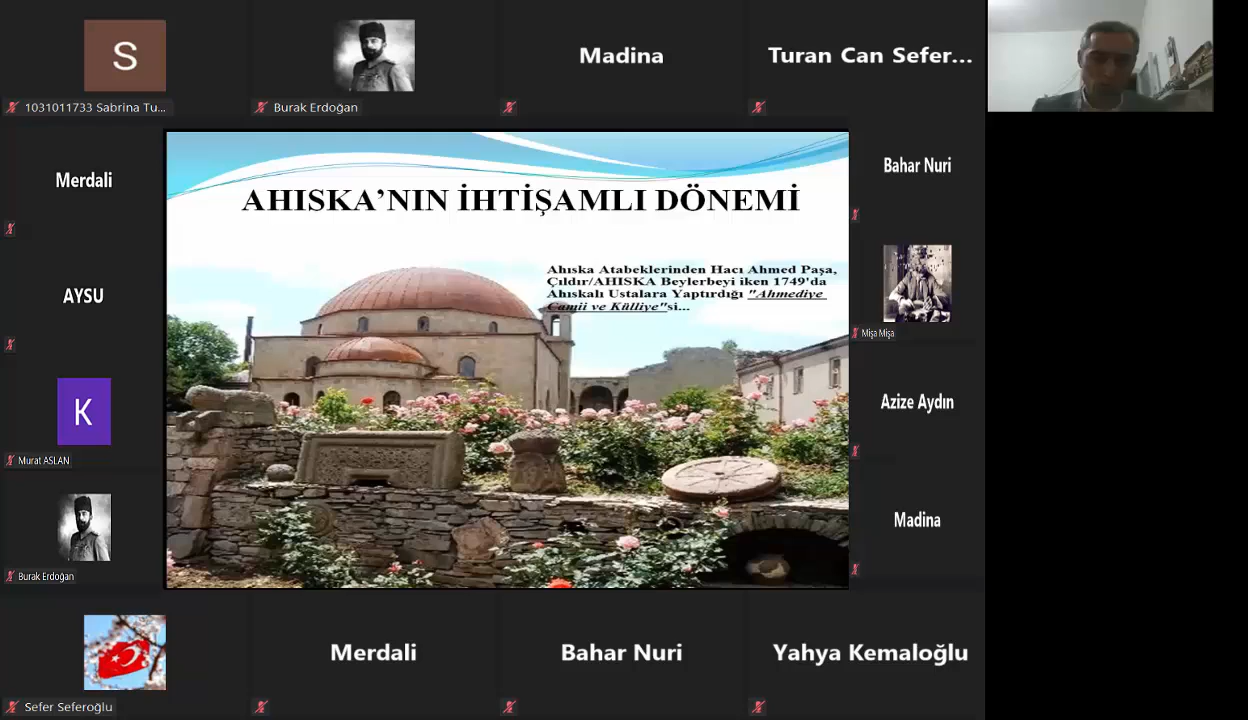 S
1031011733 Sabrina Tu...
Burak Erdoğan
Madina
Turan Can Sefer...
Merdali
AYSU
K
Murat ASLAN
Burak Erdoğan
AHISKA’NIN İHTİŞAMLI DÖNEMİ
Ahıska Atabeklerinden Hacı Ahmed Paşa,
Çıldır/AHISKA Beylerbeyi iken 1749'da
Ahıskalı Ustalara Yaptırdığı "Ahmediye
Camii ve Külliye"si...
Bahar Nuri
Mişa Mişa
Azize Aydın
Madina
Sefer Seferoğlu
Merdali
Bahar Nuri
Yahya Kemaloğlu